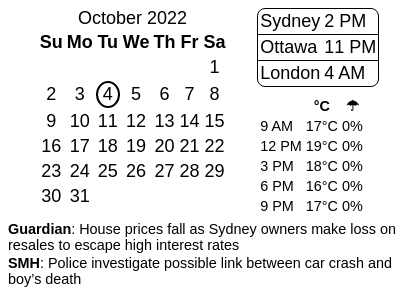 October 2022
Su Mo Tu We Th Fr Sa
1
2 3 4 5 6 7 8
9 10 11 12 13 14 15
16 17 18 19 20 21 22
23 24 25 26 27 28 29
30 31
Sydney 2 PM
Ottawa 11 PM
London 4 AM
°C ☂
9 AM 17°C 0%
12 PM 19°C 0%
3 PM 18°C 0%
6 PM 16°C 0%
9 PM 17°C 0%
Guardian: House prices fall as Sydney owners make loss on
resales to escape high interest rates
SMH: Police investigate possible link between car crash and
boy’s death